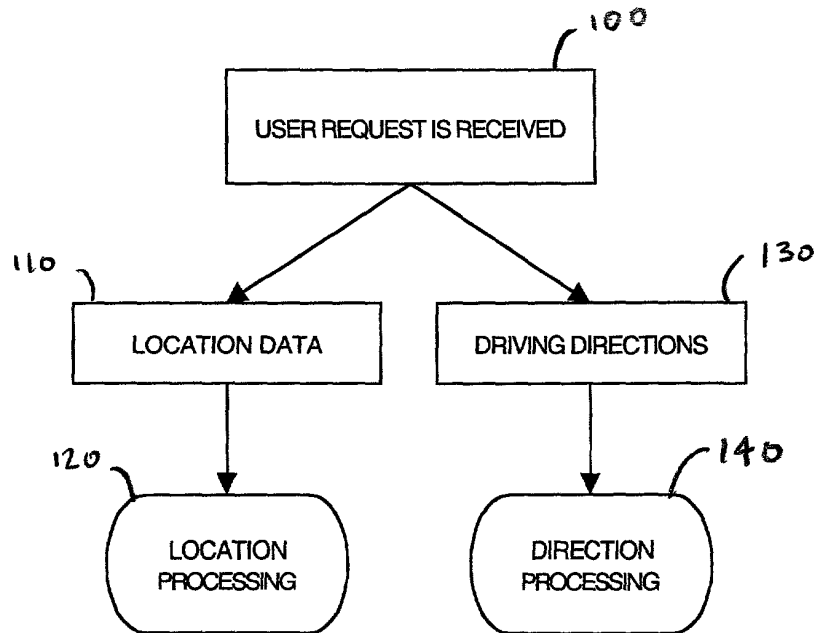 100
USER REQUEST IS RECEIVED
110
130
LOCATION DATA
DRIVING DIRECTIONS
120
140
LOCATION
PROCESSING
DIRECTION
PROCESSING